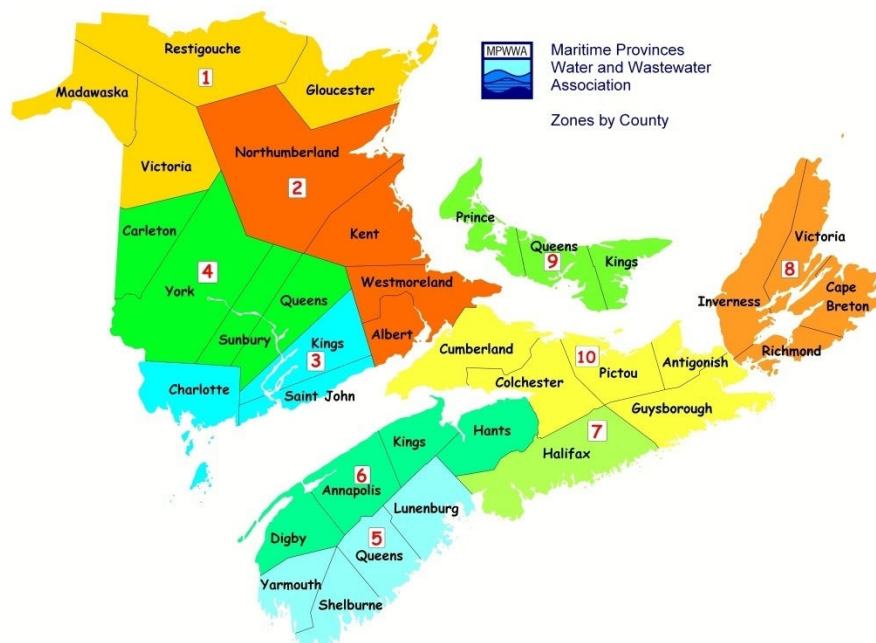 MPWWA
Maritime Provinces
Water and Wastewater
Association
Zones by County
Restigouche
1
Madawaska
Gloucester
Victoria
Northumberland
2
Kent
Carleton
4
York
Queens
Sunbury
Westmoreland
Albert
Kings
3
Charlotte
Saint John
Prince
Queens
9
Kings
Victoria
8
Inverness
Cape
Breton
Richmond
Cumberland
10
Colchester
Pictou
Antigonish
Guysborough
7
Halifax
Hants
Kings
6
Annapolis
Digby
Lunenburg
5
Queens
Yarmouth
Shelburne